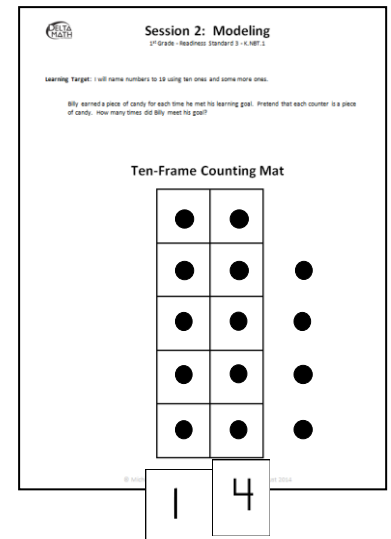 DELTA
MATH
Session 2: Modeling
1st Grade - Readiness Standard 3 - K.NBT.1
Learning Target: I will name numbers to 19 using ten ones and some more ones.
Billy earned a piece of candy for each time he met his learning goal. Pretend that each counter is a piece
of candy. How many times did Billy meet his goal?
Ten-Frame Counting Mat
2014
1 4